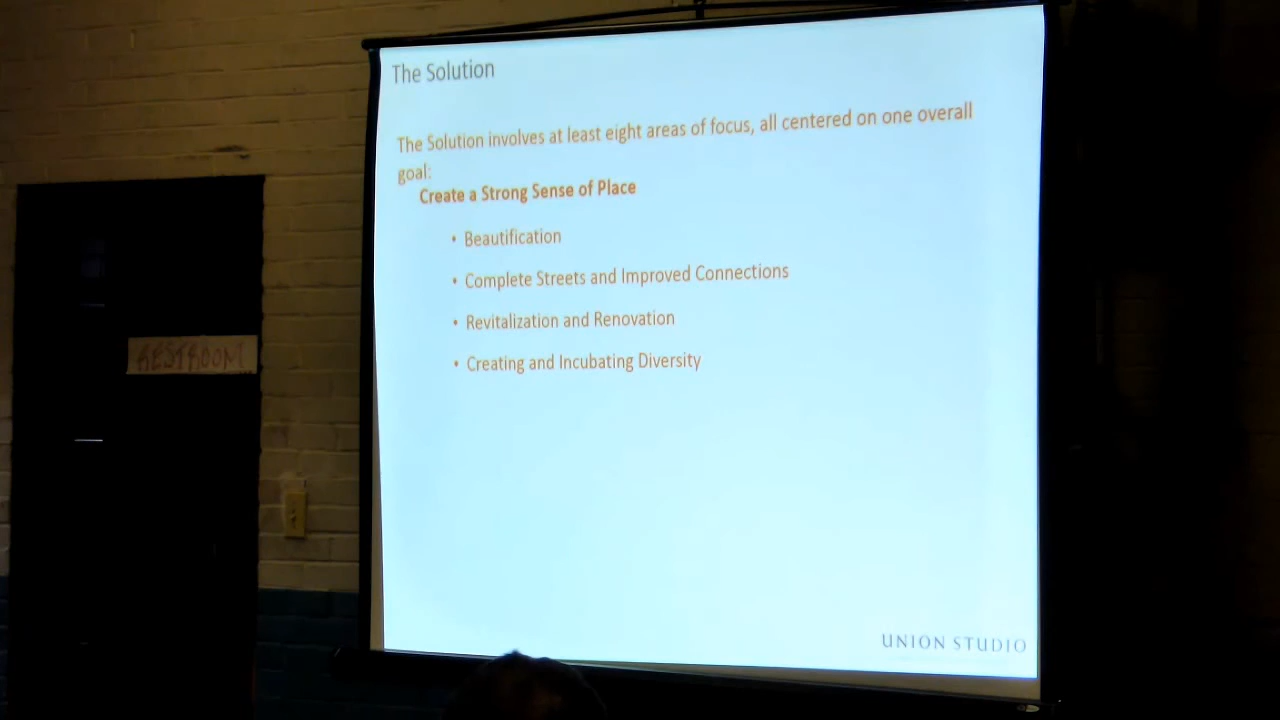 The Solution
The Solution involves at least eight areas of focus, all centered on one overall
goal:
Create a Strong Sense of Place
• Beautification
• Complete Streets and Improved Connections
• Revitalization and Renovation
• Creating and Incubating Diversity
RESTROOM
UNION STUDIO